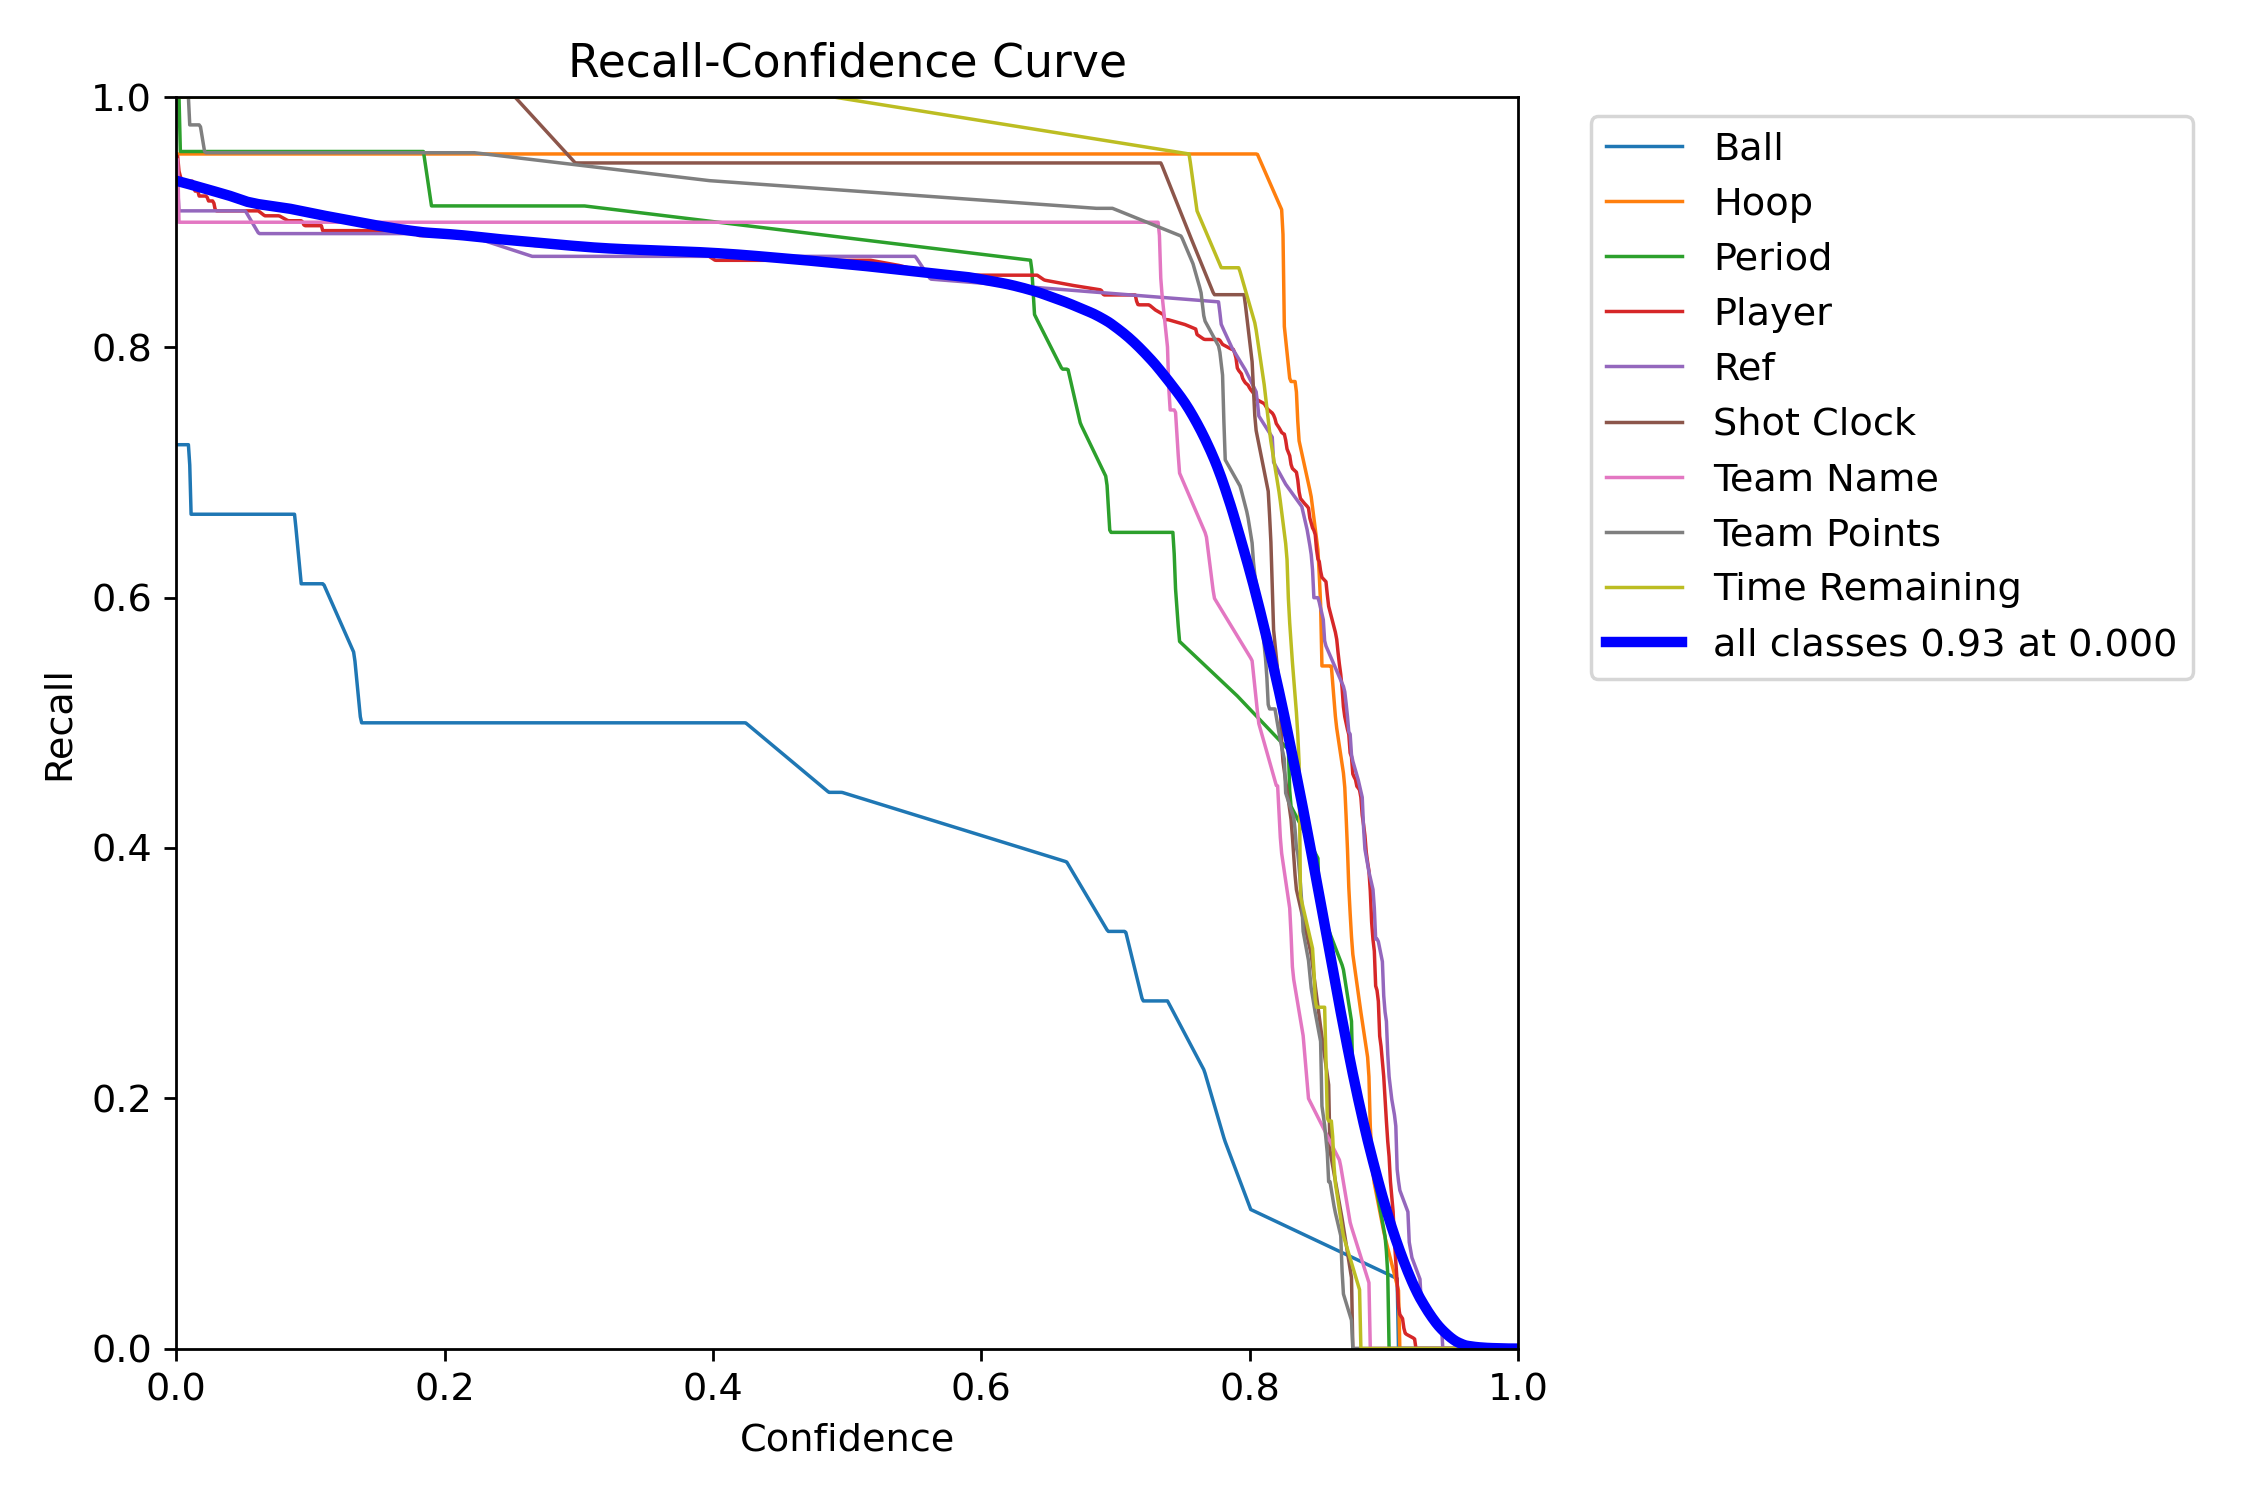 Recall-Confidence Curve
1.0
0.8
0.6
0.4
0.2
0.0
Recall
0.0 0.2 0.4 0.6 0.8 1.0
Confidence
Ball
Hoop
Period
Player
Ref
Shot Clock
Team Name
Team Points
Time Remaining
all classes 0.93 at 0.000